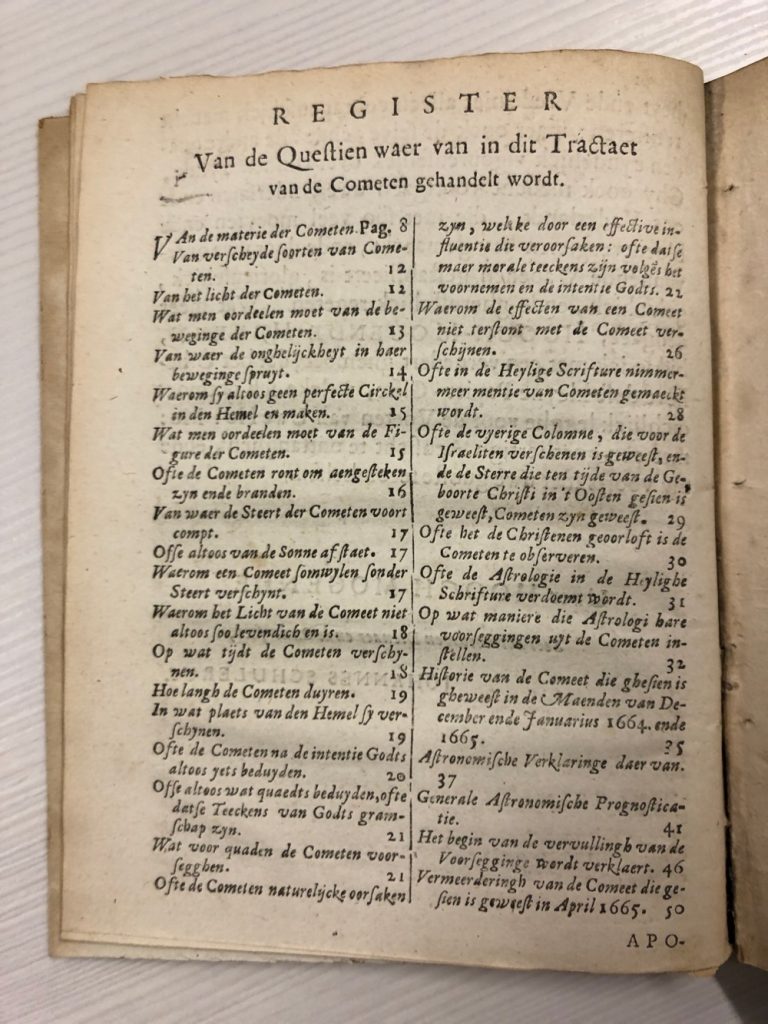 REGISTER
Van de Queſtien waer van in dit Tractaet
van de Cometen gehandelt wordt.
VAn de materie der Cometen. Pag. 8
Van verſcheyde ſoorten van Come-
ten. 12
Van het licht der Cometen. 12
Wat men oordeelen moet van de be-
weginge der Cometen. 13
Van waer de onghelijckheyt in haer
beweginge ſpruyt. 14
Waerom ſy altoos geen perfecte Circkel
in den Hemel en maken. 15
Wat men oordeelen moet van de Fi-
gure der Cometen. 15
Ofte de Cometen ront om aengeſteken
zyn ende branden. 16
Van waer de Steert der Cometen voort
compt. 17
Ofſe altoos van de Sonne af ſtaet. 17
Waerom een Comeet ſomwylen ſonder
Steert verſchynt. 17
Waerom het Licht van de Comeet niet
altoos ſoo levendich en is. 18
Op wat tijdt de Cometen verſchy-
nen. 18
Hoe langh de Cometen duyren. 19
In wat plaets van den Hemel ſy ver-
ſchynen. 19
Ofte de Cometen na de intentie Godts
altoos yets beduyden. 20
Ofſe altoos wat quaedts beduyden, ofte
datſe Teeckens van Godts gram-
ſchap zyn. 21
Wat voor quaden de Cometen voor-
ſegghen. 21
Ofte de Cometen naturelijcke oorſaken
zyn, welcke door een effective in-
fluentie die veroorſaken: ofte datſe
maer morale teeckens zijn volgēs het
voornemen en de intentie Godts. 22
Waerom de effecten van een Comeet
niet terſtont met de Comeet ver-
ſchijnen. 26
Ofte in de Heylige Scrifture nimmer-
meer mentie van Cometen gemaeckt
wordt. 28
Ofte de vyerige Colomne, die voor de
Iſraeliten verſchenen is geweeſt, en-
de de Sterre die ten tijde van de Ge-
boorte Chriſti in 't Ooſten geſien is
geweeſt, Cometen zyn geweeſt. 29
Ofte het de Chriſtenen geoorloft is de
Cometen te obſerveren. 30
Ofte de Aſtrologie in de Heylighe
Schrifture verdoemt wordt. 31
Op wat maniere die Aſtrologi hare
voorſeggingen uyt de Cometen in-
ſtellen. 32
Hiſtorie van de Comeet die gheſien is
gheweeſt in de Maenden van De-
cember ende Januarius 1664. ende
1665. 35
Aſtronomiſche Verklaringe daer van.
37
Generale Aſtronomiſche Prognoſtica-
tie. 41
Het begin van de vervullingh van de
Voorſegginge wordt verklaert. 46
Vermeerderingh van de Comeet die ge-
ſien is geweeſt in April 1665. 50
APO-